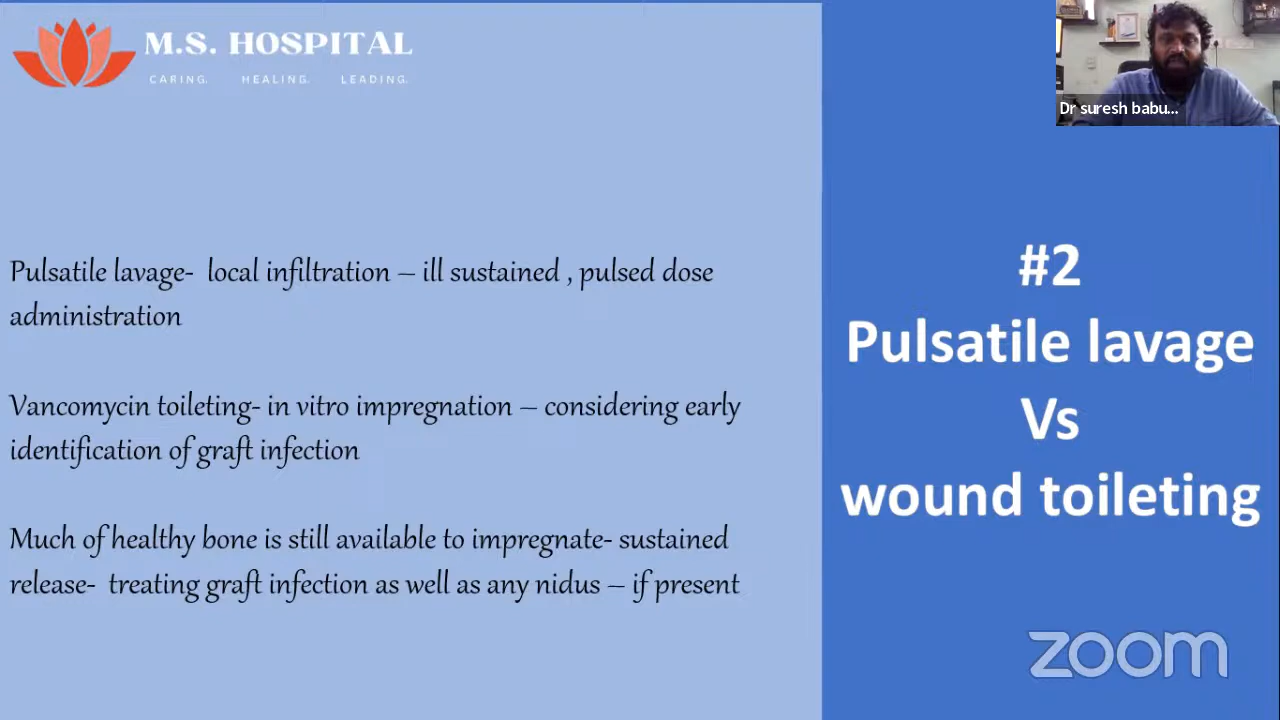 M.S. HOSPITAL
CARING. HEALING. LEADING.
Dr suresh babu...
Pulsatile lavage- local infiltration – ill sustained , pulsed dose
administration
Vancomycin toileting- in vitro impregnation – considering early
identification of graft infection
Much of healthy bone is still available to impregnate- sustained
release- treating graft infection as well as any nidus – if present
#2
Pulsatile lavage
Vs
wound toileting
zoom